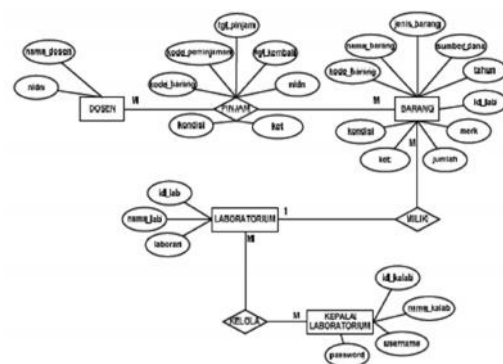 jenis_barang
tgl_pinjam
nama_barang
sumber_dana
kode_peminjaman
tgl_kembali
nama_dosen
kode_barang
tahun
kode_barang
nidn
nidn
id_lab
DOSEN
M
PINJAM
M
BARANG
kondisi
ket
kondisi
merk
ket
jumlah
M
id_lab
nama_lab
LABORATORIUM
1
MILIK
laboran
M
id_kalab
nama_kalab
KELOLA
M
KEPALA LABORATORIUM
username
password